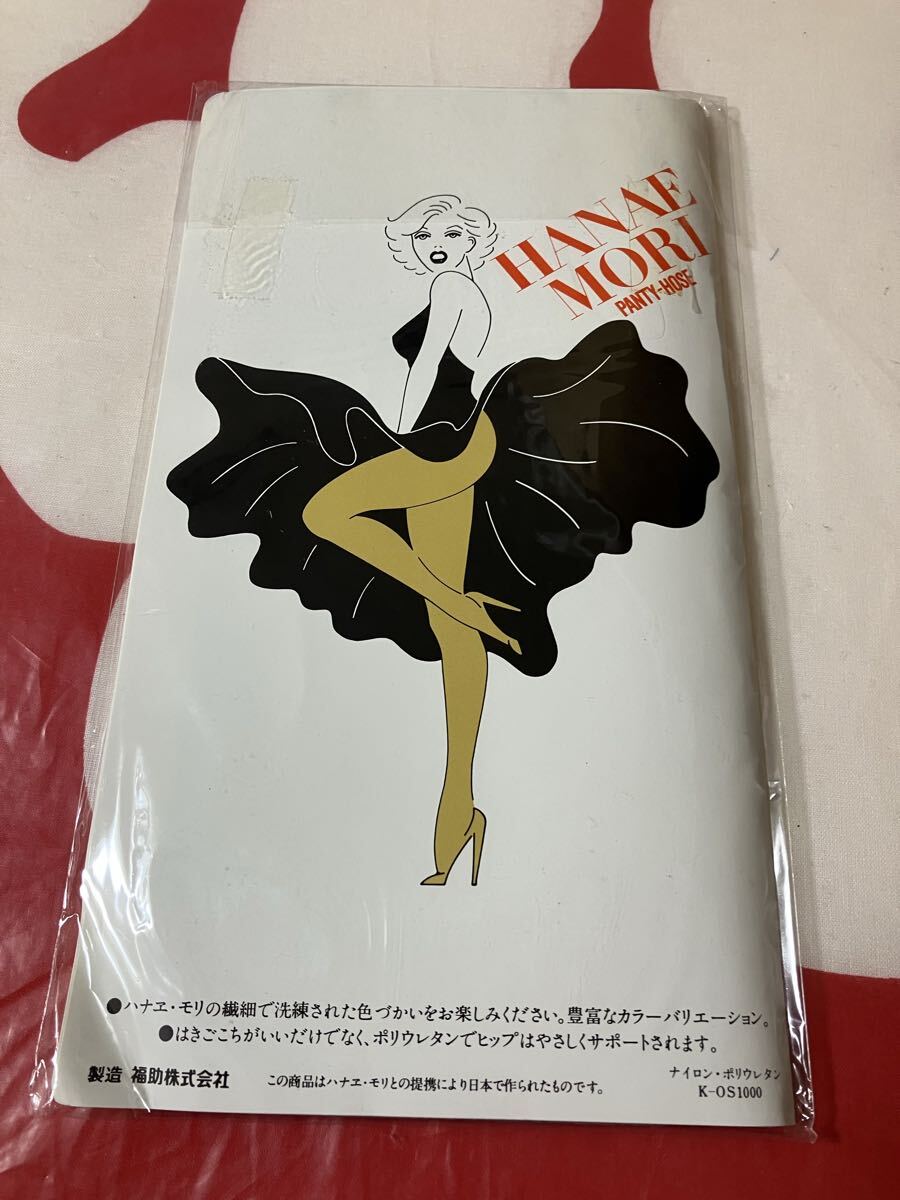 HANAE
MORI
PANTY-HOSE
●ハナヱ・モリの繊細で洗練された色づかいをお楽しみください。豊富なカラーバリエーション。
●はきごこちがいいだけでなく、ポリウレタンでヒップはやさしくサポートされます。
製造 福助株式会社 この商品はハナヱ・モリとの提携により日本で作られたものです。
ナイロン・ポリウレタン
K-OS1000